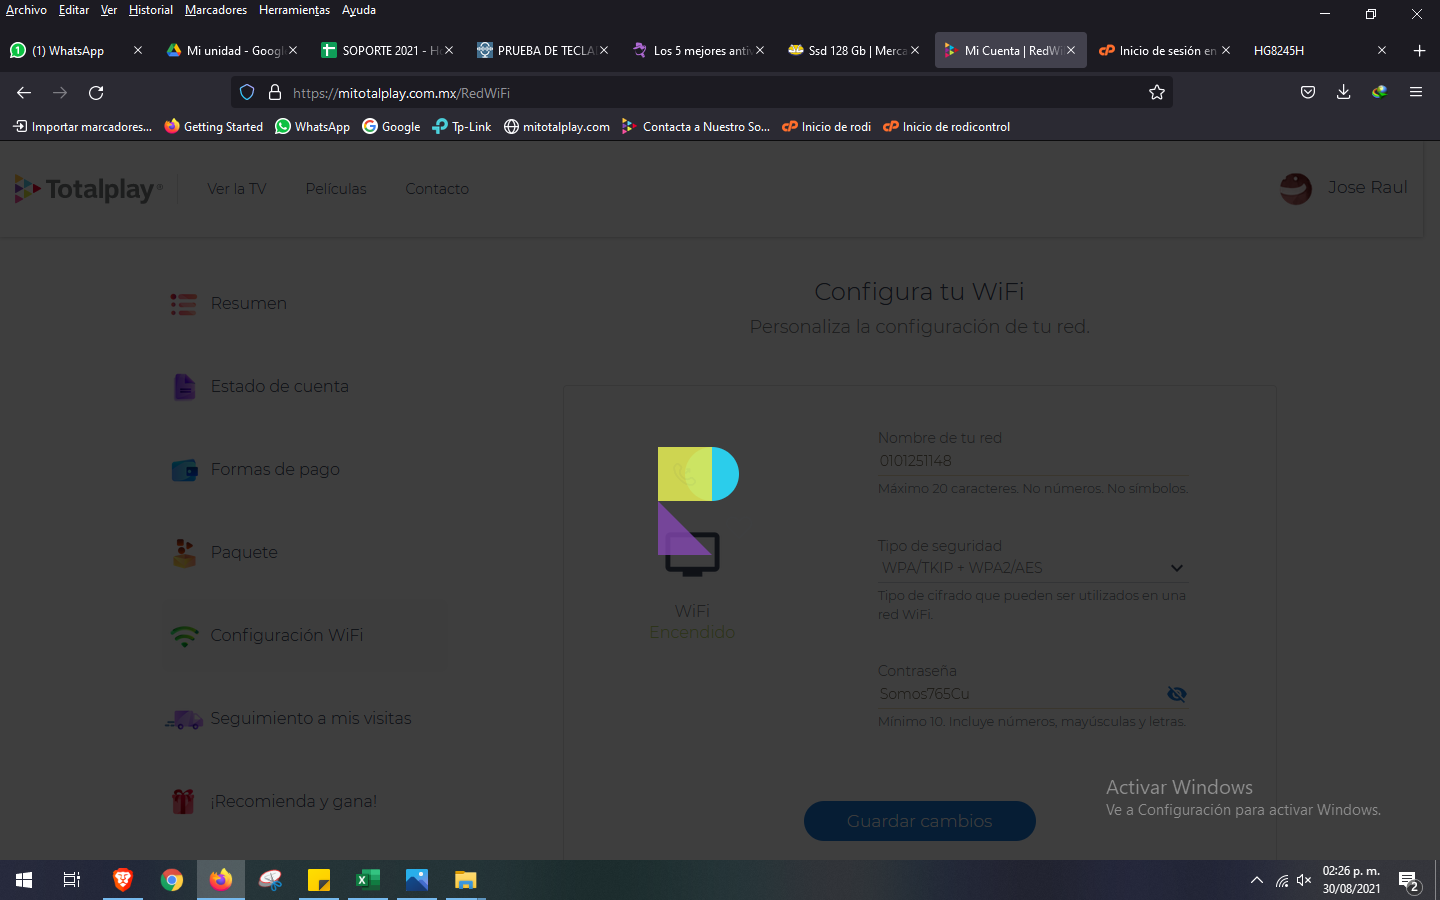 Archivo Editar Ver Historial Marcadores Herramientas Ayuda
(1) WhatsApp
Mi unidad - Googl
SOPORTE 2021 - Ho
PRUEBA DE TECLA
Los 5 mejores anti
Ssd 128 Gb | Merca
Mi Cuenta | RedWi
Inicio de sesión en
HG8245H
https://mitotalplay.com.mx/RedWiFi
Importar marcadores... Getting Started WhatsApp Google Tp-Link mitotalplay.com Contacta a Nuestro So... Inicio de rodi Inicio de rodicontrol
Totalplay® Ver la TV Películas Contacto Jose Raul
Resumen
Estado de cuenta
Formas de pago
Paquete
Configuración WiFi
Seguimiento a mis visitas
¡Recomienda y gana!
Configura tu WiFi
Personaliza la configuración de tu red.
WiFi
Encendido
Nombre de tu red
0101251148
Máximo 20 caracteres. No números. No símbolos.
Tipo de seguridad
WPA/TKIP + WPA2/AES
Tipo de cifrado que pueden ser utilizados en una
red WiFi.
Contraseña
Somos765Cu
Mínimo 10. Incluye números, mayúsculas y letras.
Guardar cambios
Activar Windows
Ve a Configuración para activar Windows.
02:26 p. m.
30/08/2021
2